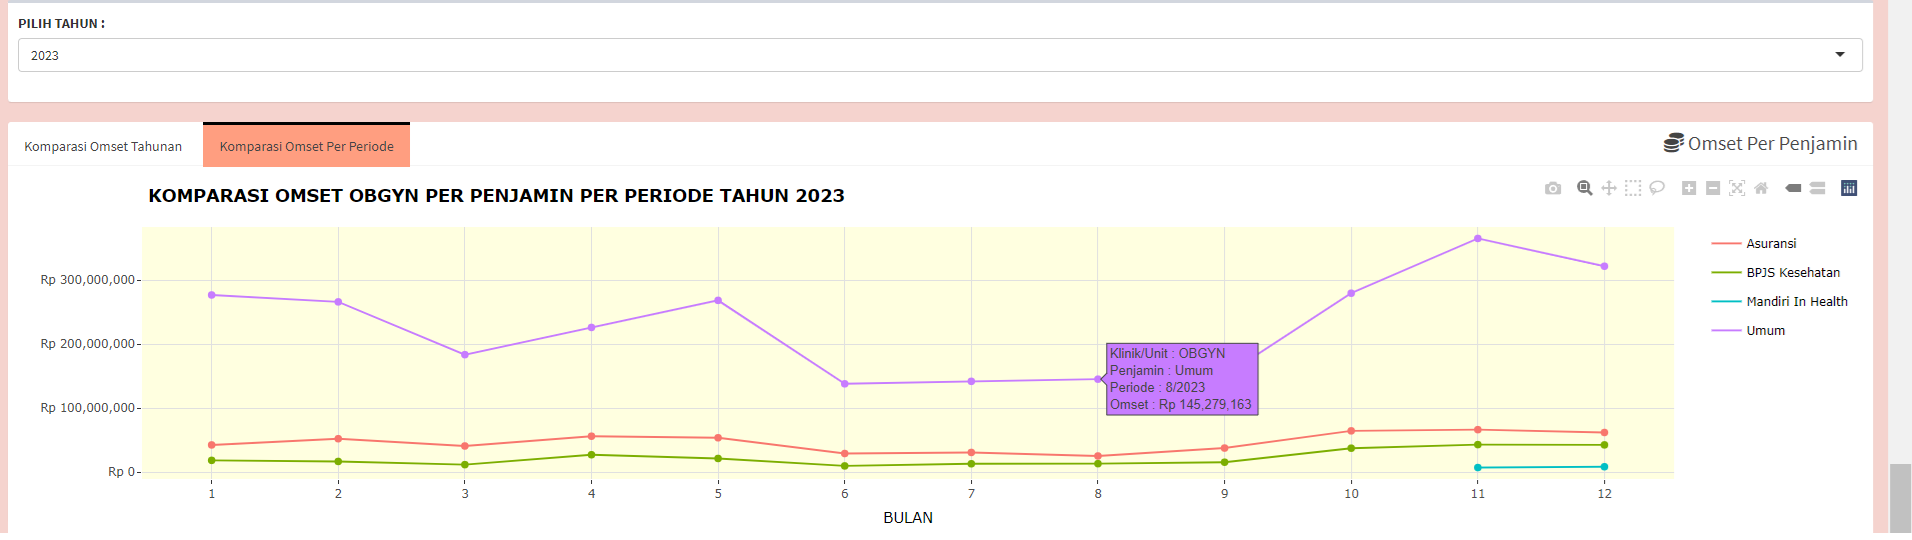 PILIH TAHUN :
2023
Komparasi Omset Tahunan
Komparasi Omset Per Periode
Omset Per Penjamin
KOMPARASI OMSET OBGYN PER PENJAMIN PER PERIODE TAHUN 2023
Rp 300,000,000
Rp 200,000,000
Rp 100,000,000
Rp 0
Klinik/Unit : OBGYN
Penjamin : Umum
Periode : 8/2023
Omset : Rp 145,279,163
Asuransi
BPJS Kesehatan
Mandiri In Health
Umum
1 2 3 4 5 6 7 8 9 10 11 12
BULAN